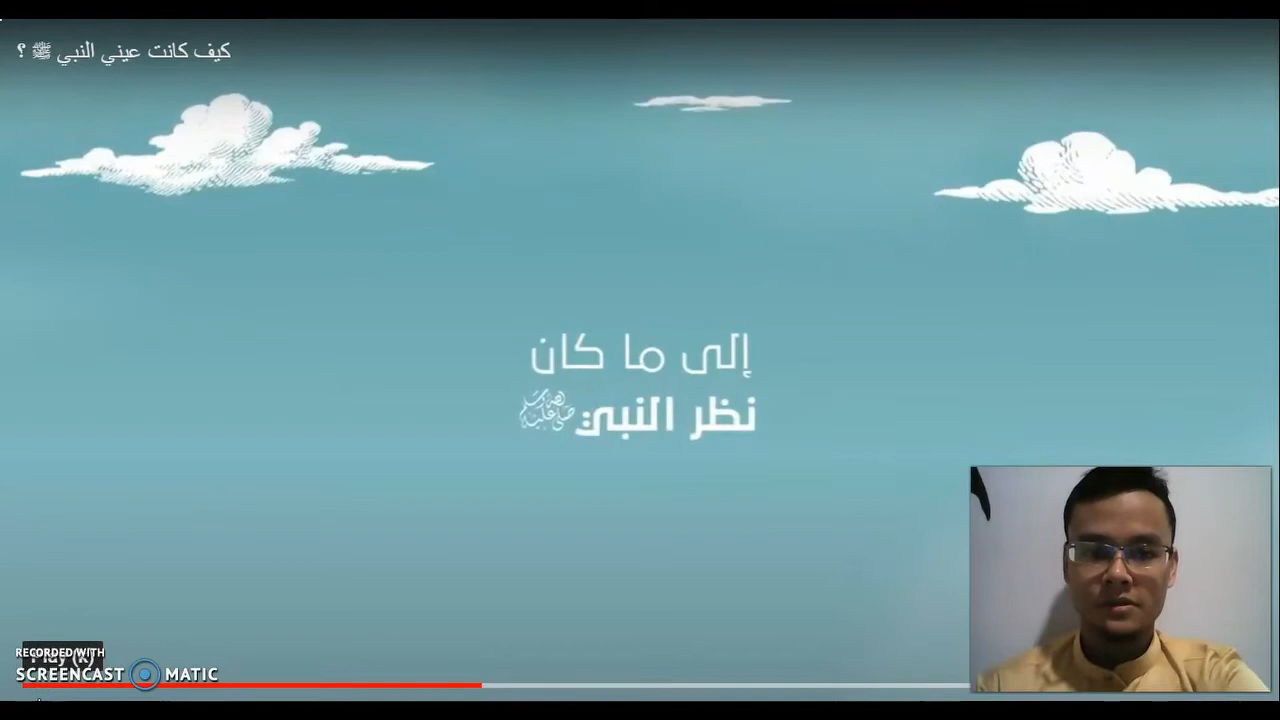 كيف كانت عيني النبي ﷺ ؟
إلى ما كان
نظر النبي ﷺ
RECORDED WITH
Play (k)
SCREENCAST MATIC